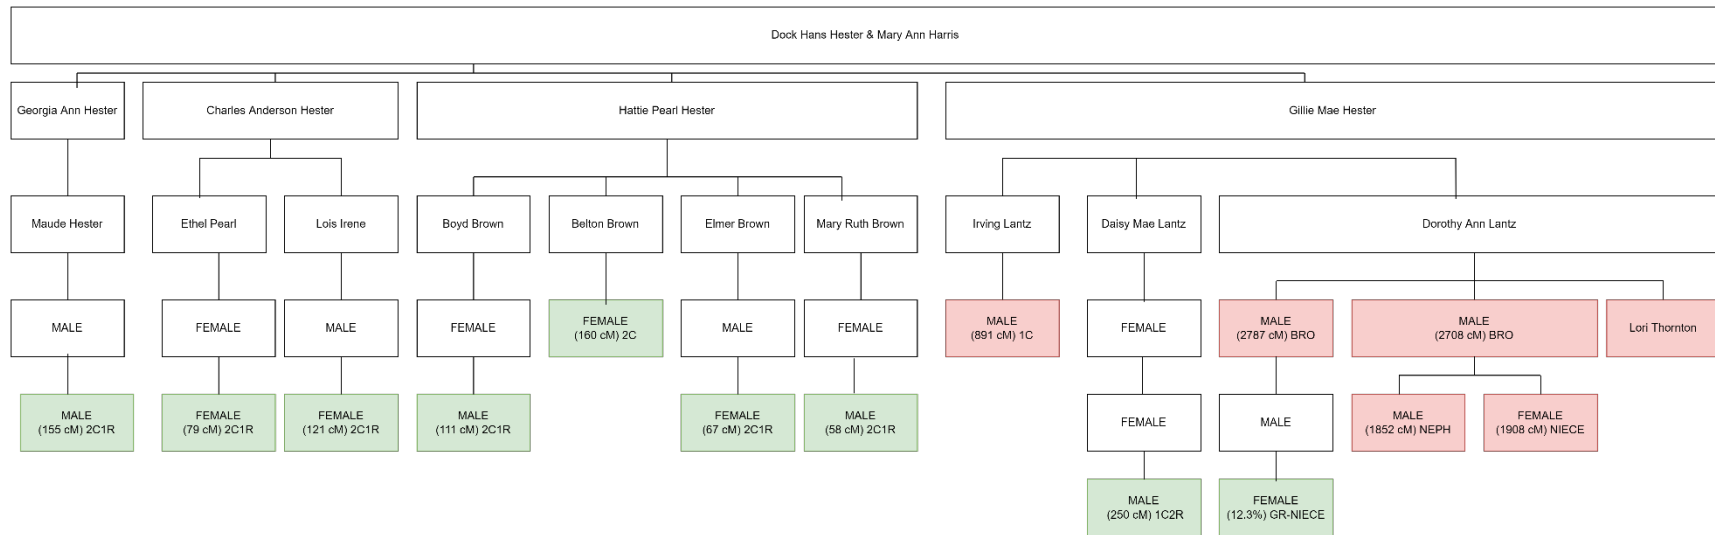 Dock Hans Hester & Mary Ann Harris
Georgia Ann Hester
Charles Anderson Hester
Hattie Pearl Hester
Gillie Mae Hester
Maude Hester
Ethel Pearl
Lois Irene
Boyd Brown
Belton Brown
Elmer Brown
Mary Ruth Brown
Irving Lantz
Daisy Mae Lantz
Dorothy Ann Lantz
MALE
FEMALE
MALE
FEMALE
FEMALE
(160 cM) 2C
MALE
FEMALE
MALE
(891 cM) 1C
FEMALE
MALE
(2787 cM) BRO
MALE
(2708 cM) BRO
Lori Thornton
MALE
(155 cM) 2C1R
FEMALE
(79 cM) 2C1R
FEMALE
(121 cM) 2C1R
MALE
(111 cM) 2C1R
FEMALE
(67 cM) 2C1R
MALE
(58 cM) 2C1R
FEMALE
MALE
MALE
(1852 cM) NEPH
FEMALE
(1908 cM) NIECE
MALE
(250 cM) 1C2R
FEMALE
(12.3%) GR-NIECE